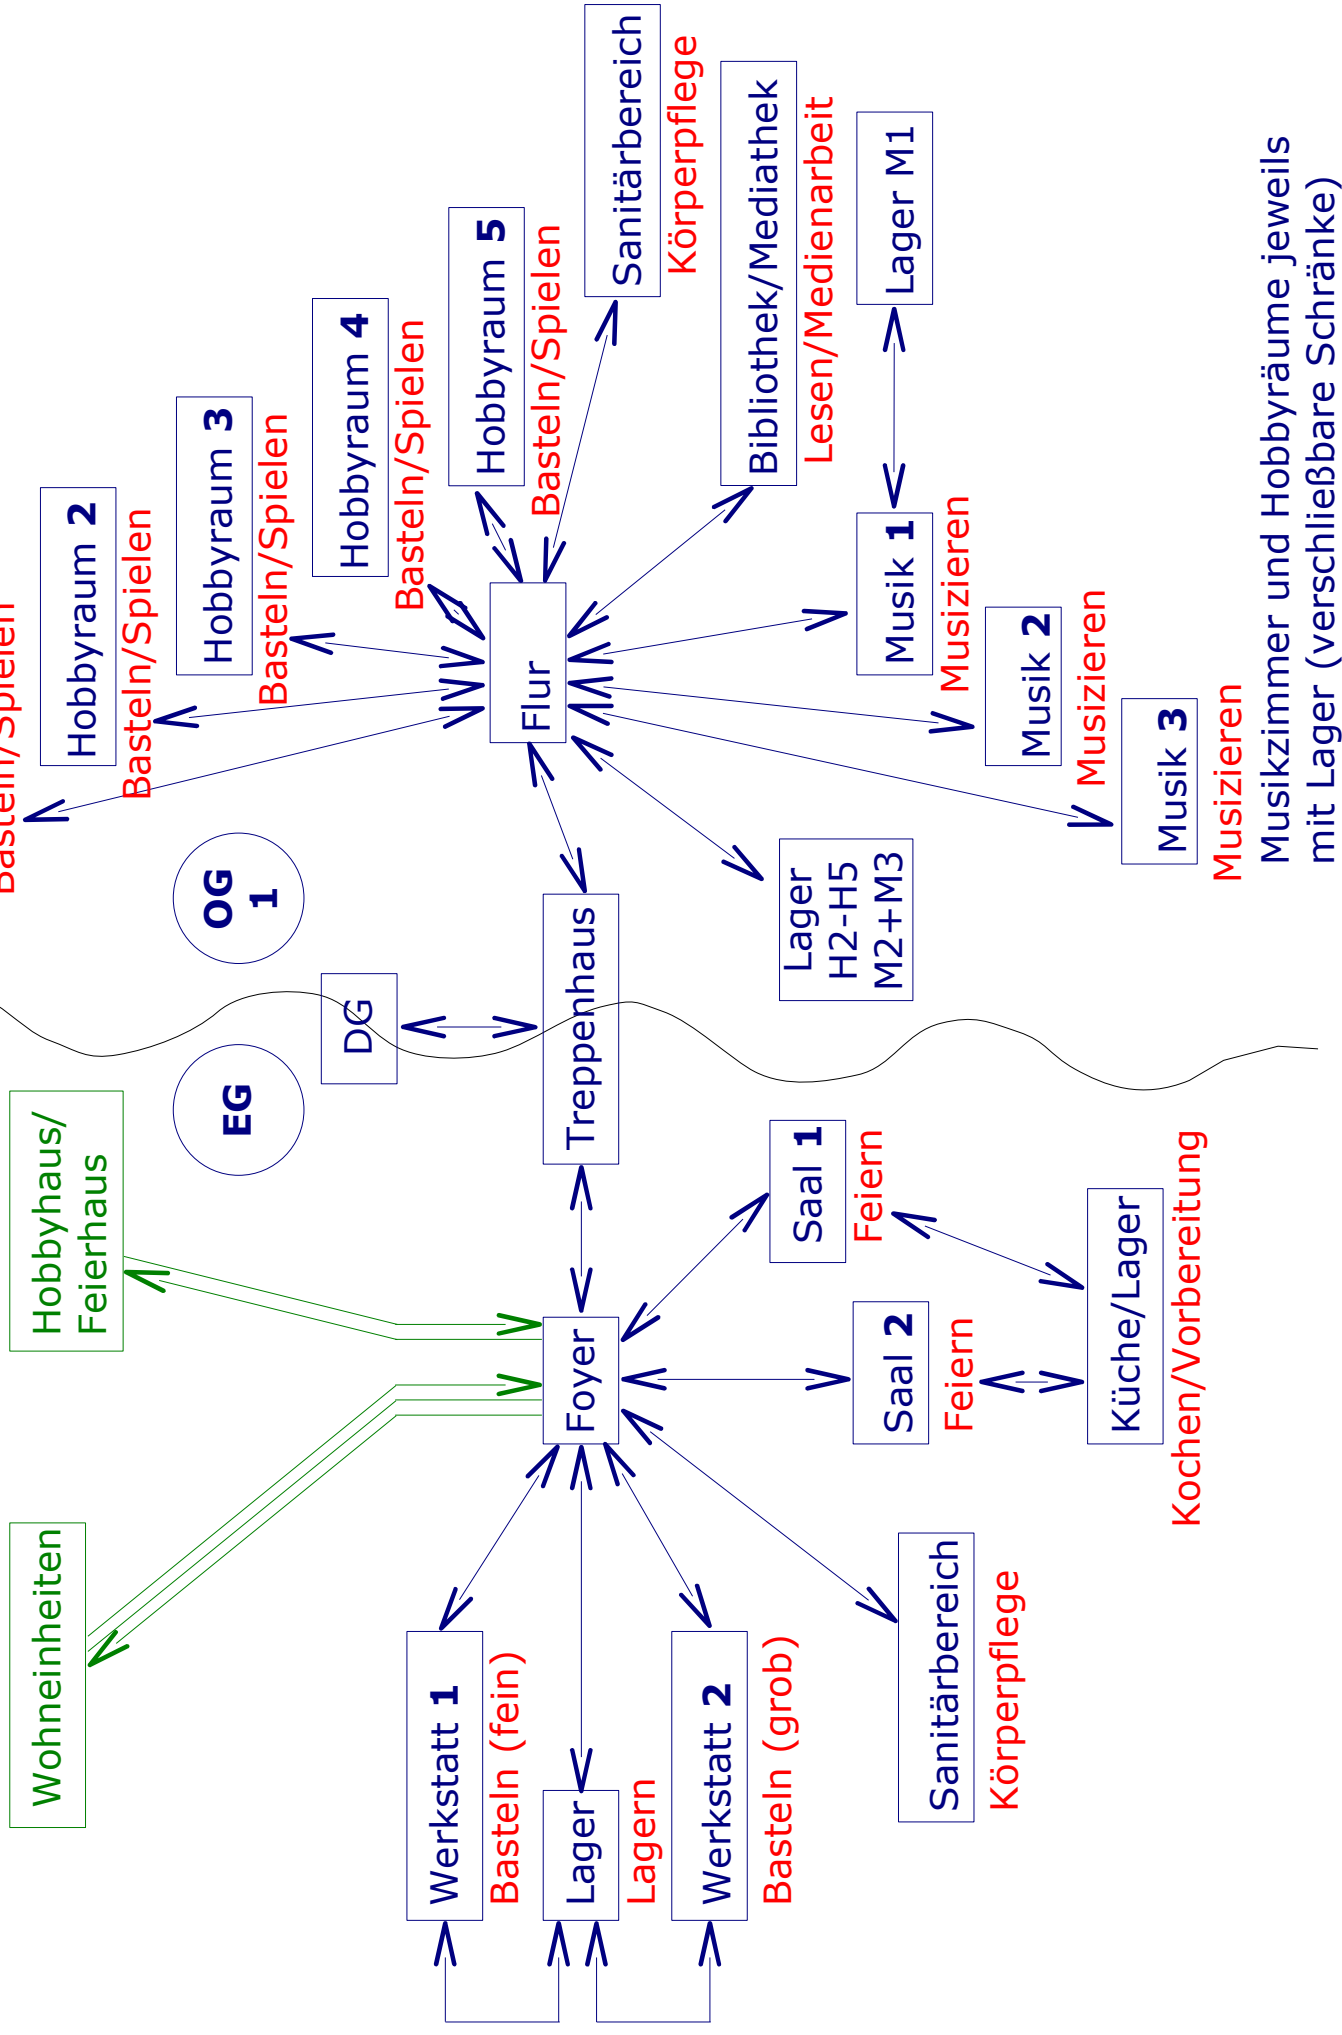 Wohneinheiten
Hobbyhaus/
Feierhaus
EG
OG
1
DG
Basteln/Spielen
Hobbyraum 2
Basteln/Spielen
Hobbyraum 3
Basteln/Spielen
Hobbyraum 4
Basteln/Spielen
Hobbyraum 5
Basteln/Spielen
Sanitärbereich
Körperpflege
Bibliothek/Mediathek
Lesen/Medienarbeit
Lager M1
Werkstatt 1
Basteln (fein)
Lager
Lagern
Werkstatt 2
Basteln (grob)
Foyer
Treppenhaus
Flur
Saal 1
Feiern
Saal 2
Feiern
Küche/Lager
Kochen/Vorbereitung
Sanitärbereich
Körperpflege
Lager
H2-H5
M2+M3
Musik 1
Musizieren
Musik 2
Musizieren
Musik 3
Musizieren
Musikzimmer und Hobbyräume jeweils
mit Lager (verschließbare Schränke)